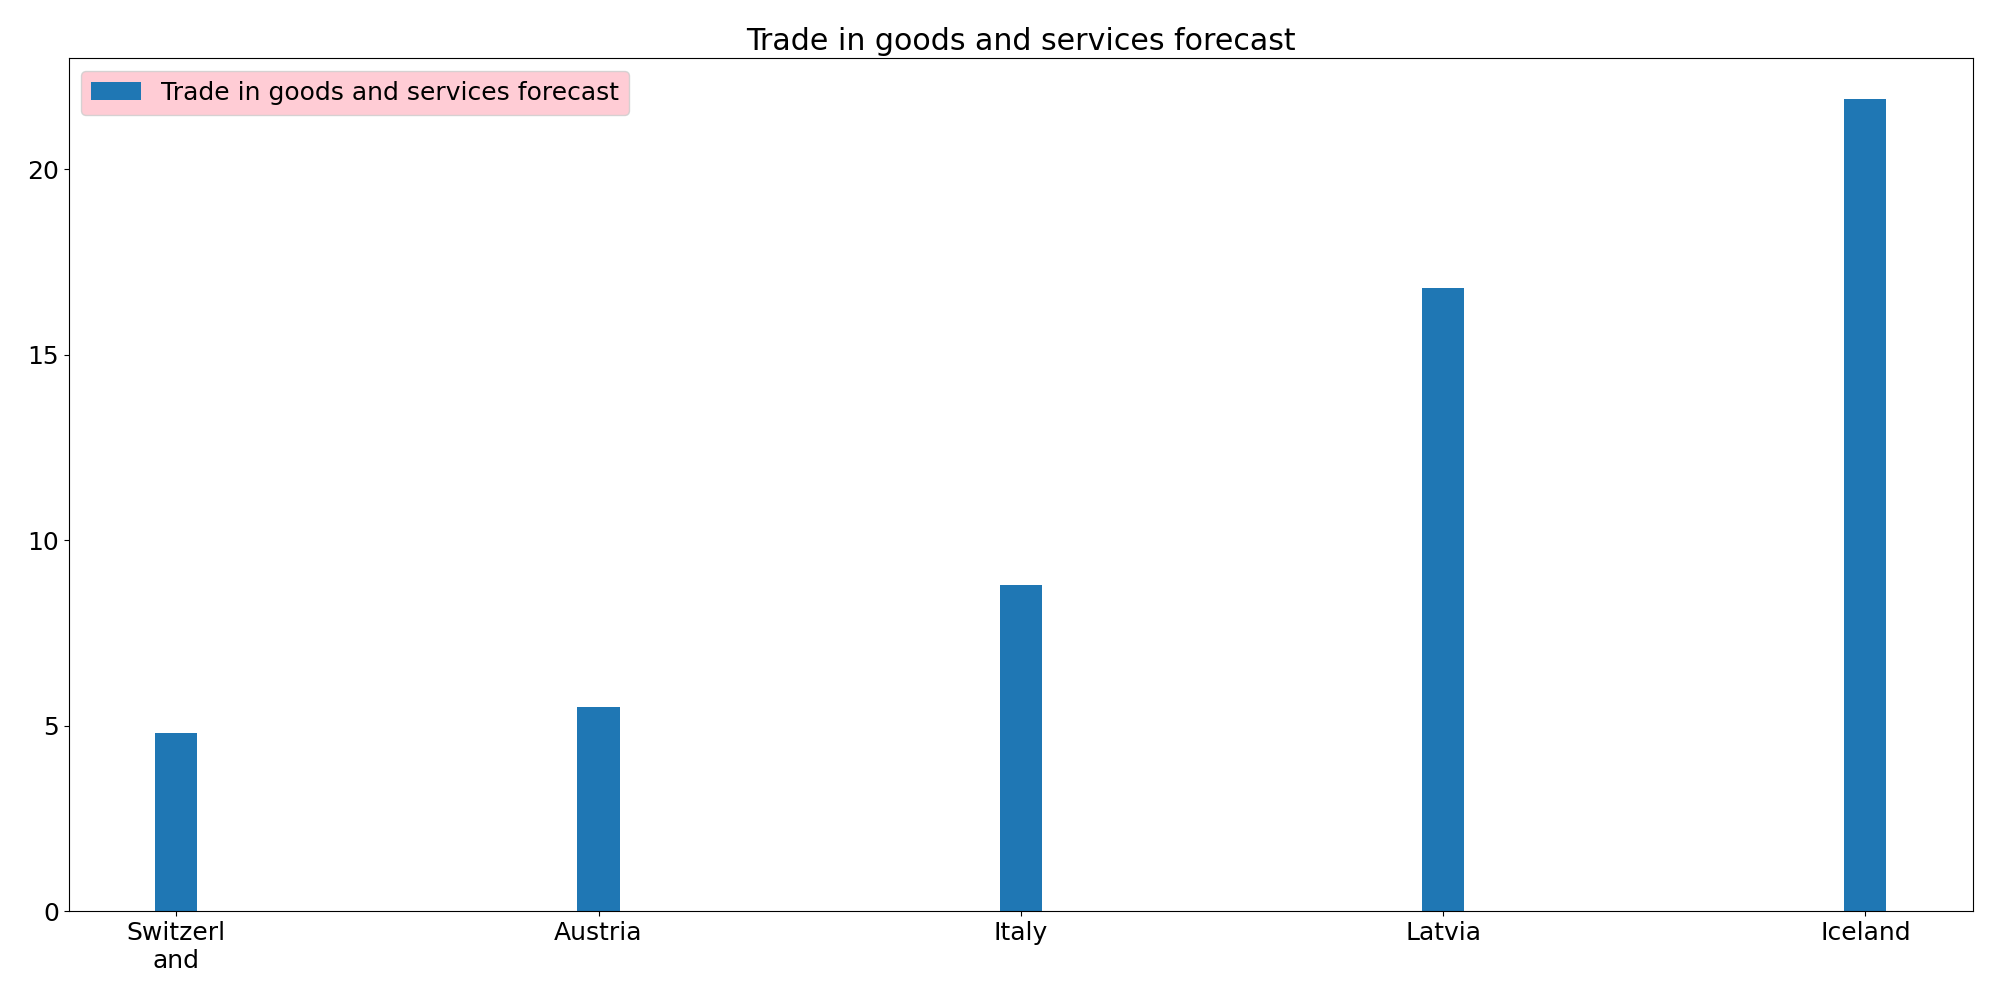 Trade in goods and services forecast
Trade in goods and services forecast
20
15
10
5
0
Switzerl
and
Austria
Italy
Latvia
Iceland